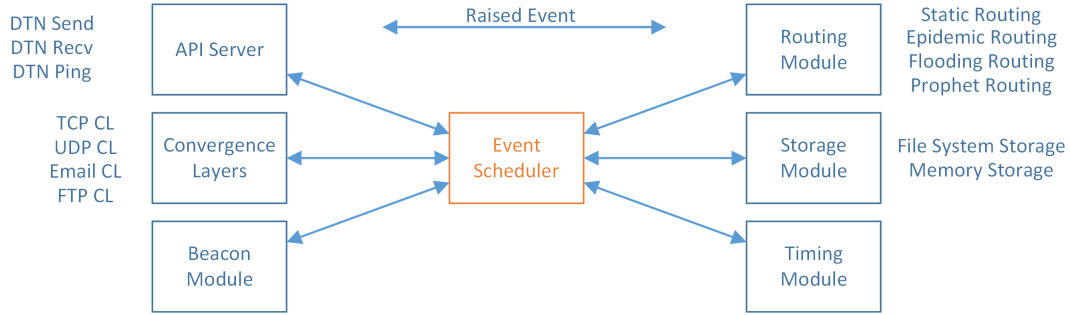 DTN Send
DTN Recv
DTN Ping
API Server
Raised Event
Routing
Module
Static Routing
Epidemic Routing
Flooding Routing
Prophet Routing
TCP CL
UDP CL
Email CL
FTP CL
Convergence
Layers
Event
Scheduler
Storage
Module
File System Storage
Memory Storage
Beacon
Module
Timing
Module